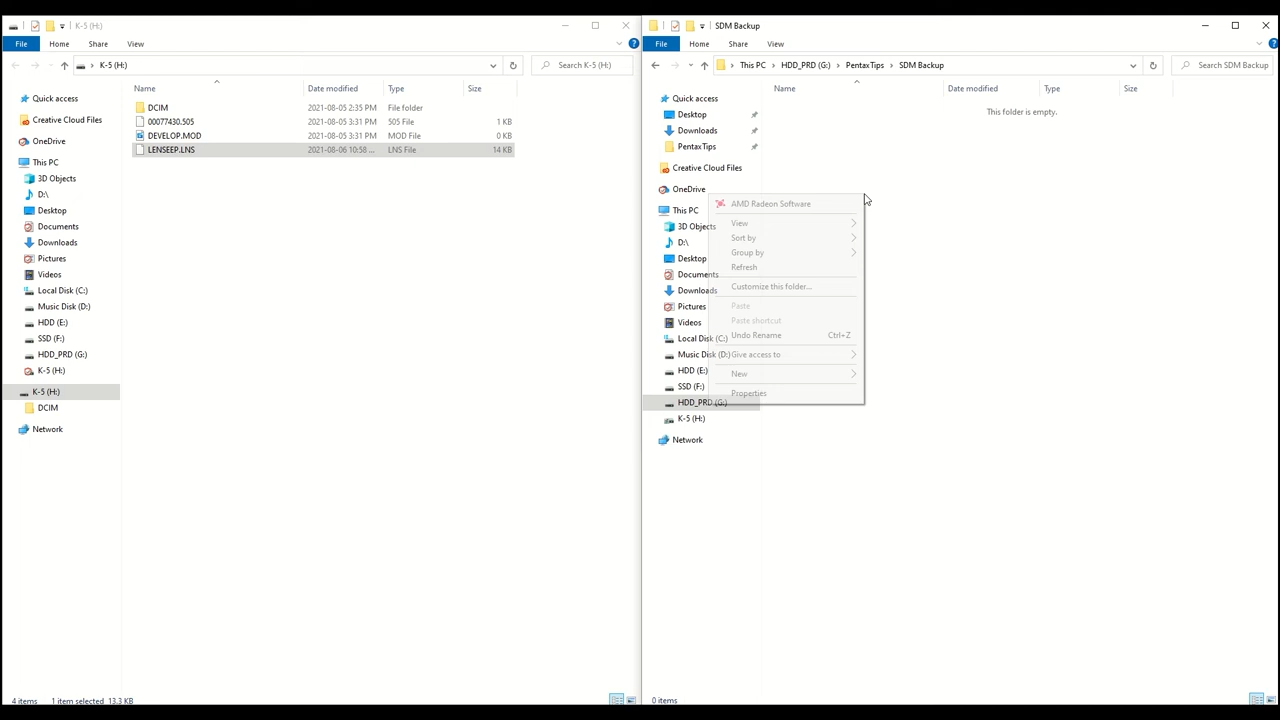 K-5 (H:)
File Home Share View
K-5 (H:)
Search K-5 (H:)
Name Date modified Type Size
Quick access
Creative Cloud Files
OneDrive
This PC
3D Objects
D:\
Desktop
Documents
Downloads
Pictures
Videos
Local Disk (C:)
Music Disk (D:)
HDD (E:)
SSD (F:)
HDD_PRD (G:)
K-5 (H:)
K-5 (H:)
DCIM
Network
DCIM 2021-08-05 2:35 PM File folder
00077430.505 2021-08-05 3:31 PM 505 File 1 KB
DEVELOP.MOD 2021-08-05 3:31 PM MOD File 0 KB
LENSEEP.LNS 2021-08-06 10:58 ... LNS File 14 KB
4 items 1 item selected 13.3 KB
SDM Backup
File Home Share View
This PC HDD_PRD (G:) PentaxTips SDM Backup
Search SDM Backup
Name Date modified Type Size
This folder is empty.
Quick access
Desktop
Downloads
PentaxTips
Creative Cloud Files
OneDrive
This PC
3D Objects
D:\
Desktop
Documents
Downloads
Pictures
Videos
Local Disk (C:)
Music Disk (D:)
HDD (E:)
SSD (F:)
HDD_PRD (G:)
K-5 (H:)
Network
AMD Radeon Software
View
Sort by
Group by
Refresh
Customize this folder...
Paste
Paste shortcut
Undo Rename Ctrl+Z
Give access to
New
Properties
0 items